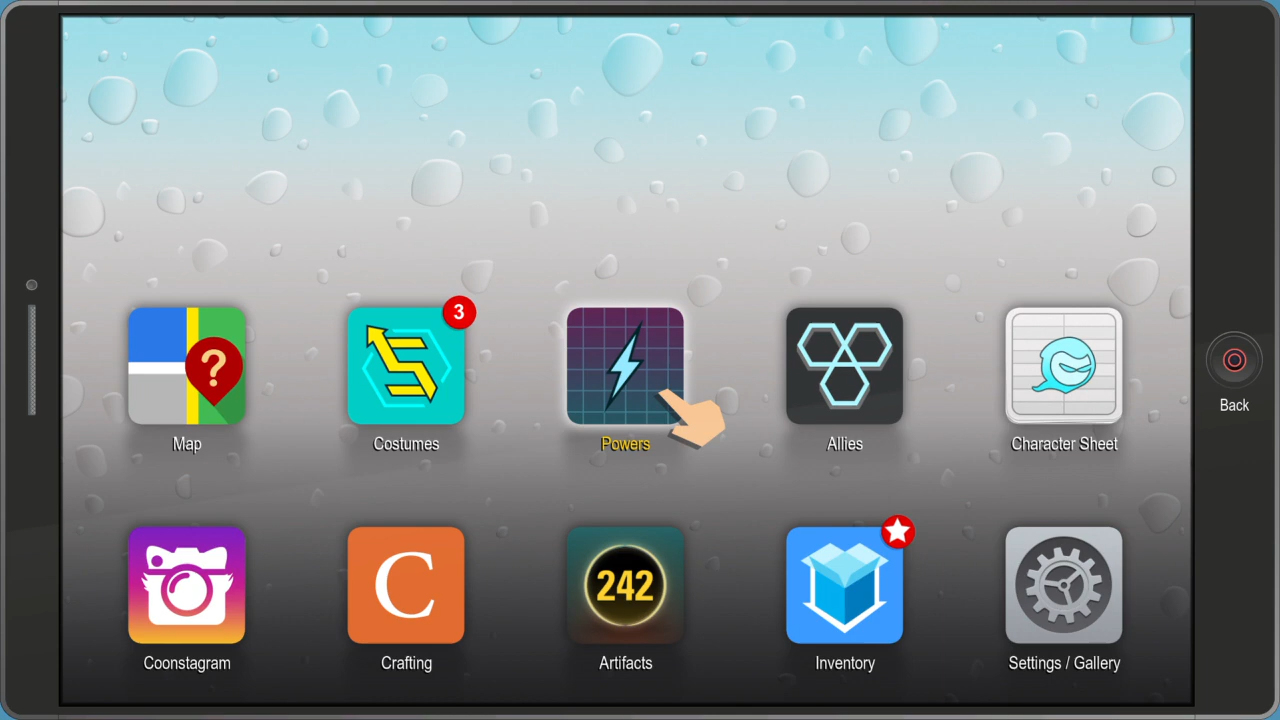 ?
3
Map
Costumes
Powers
Allies
Character Sheet
Back
C
242
Coonstagram
Crafting
Artifacts
Inventory
Settings / Gallery